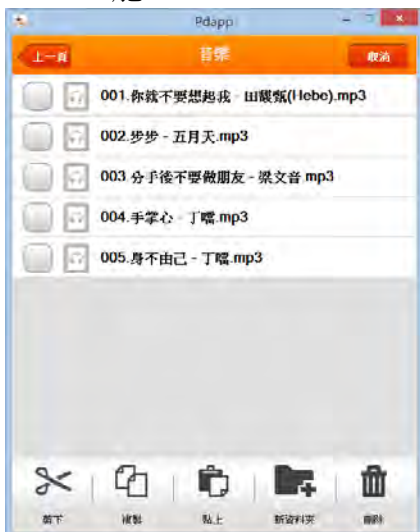 Pdapp
上一頁
音樂
取消
001.你就不要想起我 - 田馥甄(Hebe).mp3
002.步步 - 五月天.mp3
003 分手後不要做朋友 - 梁文音 mp3
004.手掌心 - 丁噹.mp3
005.身不由己 - 丁噹.mp3
剪下
複製
貼上
新資料夾
刪除